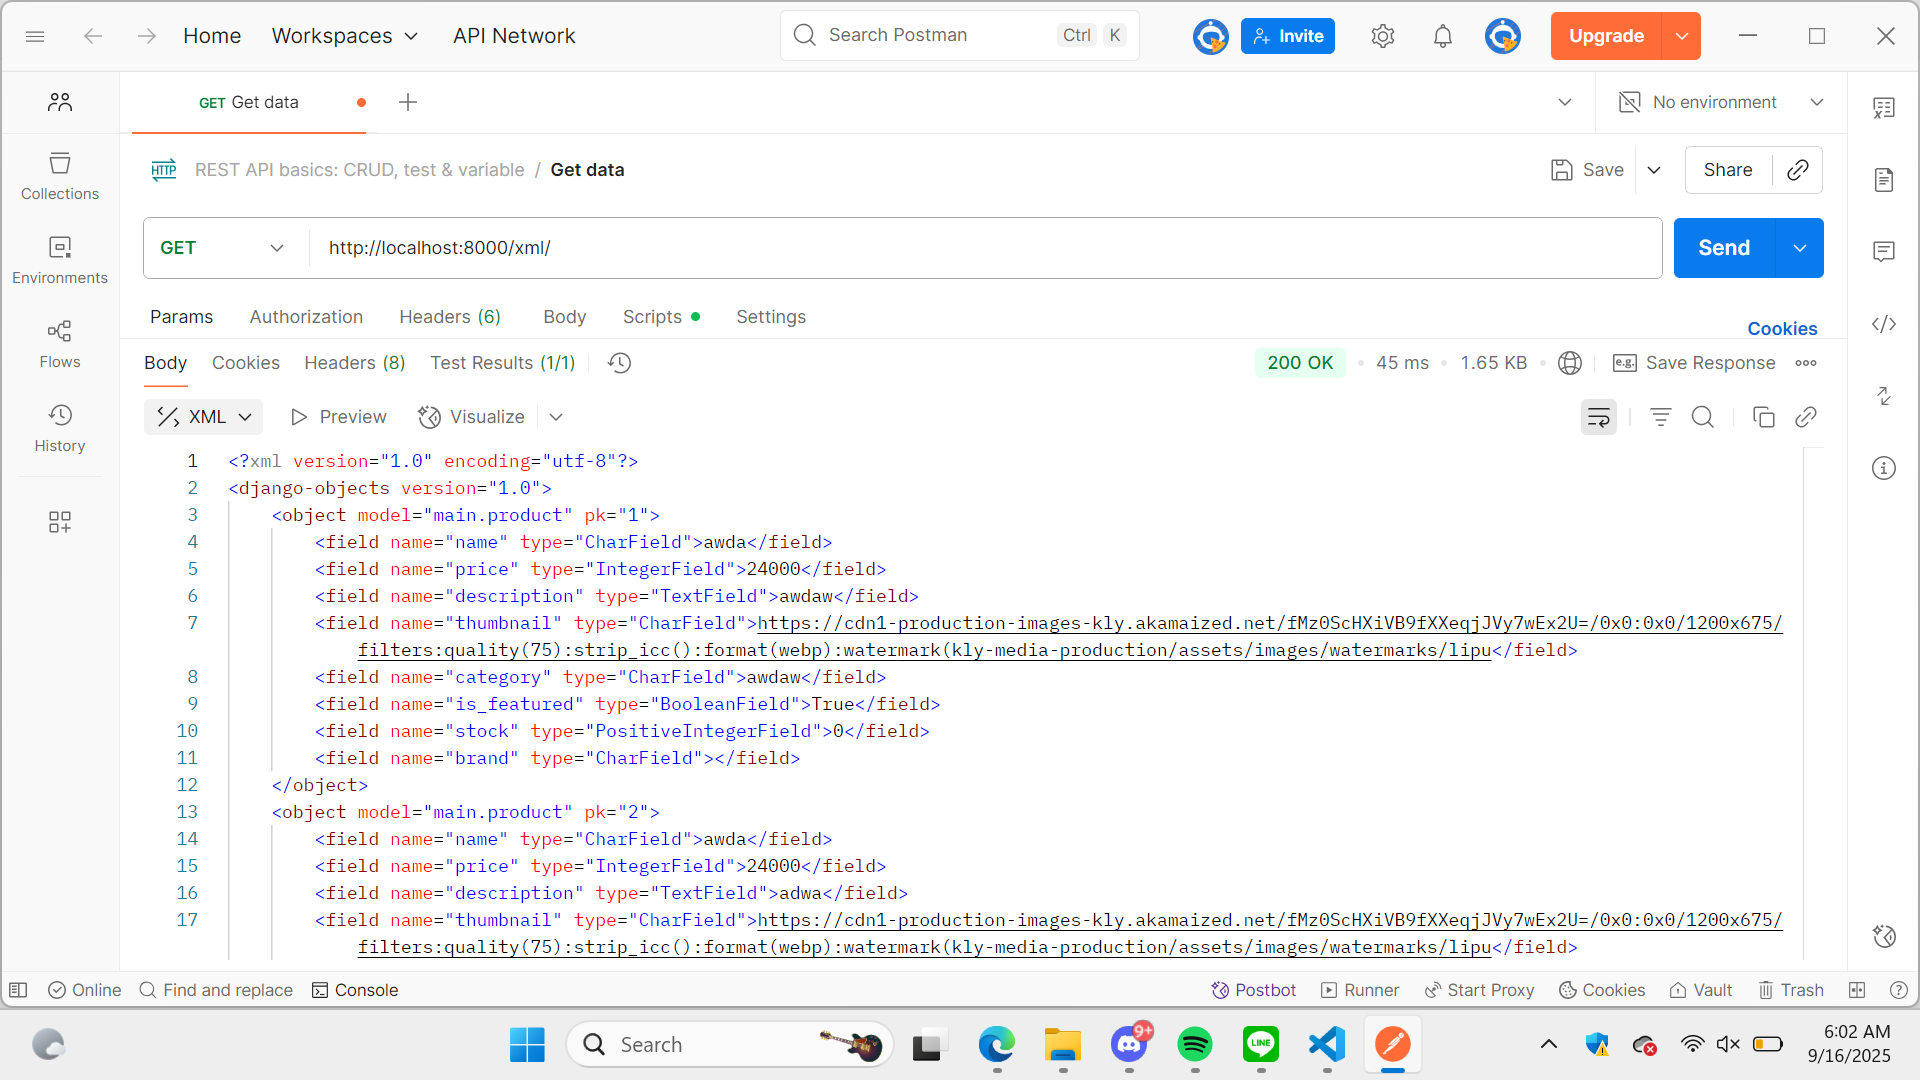 Home
Workspaces
API Network
Search Postman
Ctrl
K
Invite
Upgrade
GET Get data
No environment
HTTP
REST API basics: CRUD, test & variable / Get data
Save
Share
Collections
Environments
Flows
History
GET
http://localhost:8000/xml/
Send
Params
Authorization
Headers (6)
Body
Scripts
Settings
Cookies
Body
Cookies
Headers (8)
Test Results (1/1)
200 OK
45 ms
1.65 KB
e.g.
Save Response
XML
Preview
Visualize
1 <?xml version="1.0" encoding="utf-8"?>
2 <django-objects version="1.0">
3 <object model="main.product" pk="1">
4 <field name="name" type="CharField">awda</field>
5 <field name="price" type="IntegerField">24000</field>
6 <field name="description" type="TextField">awdaw</field>
7 <field name="thumbnail" type="CharField">https://cdn1-production-images-kly.akamaized.net/fMz0ScHXiVB9fXXeqjJVy7wEx2U=/0x0:0x0/1200x675/
filters:quality(75):strip_icc():format(webp):watermark(kly-media-production/assets/images/watermarks/lipu</field>
8 <field name="category" type="CharField">awdaw</field>
9 <field name="is_featured" type="BooleanField">True</field>
10 <field name="stock" type="PositiveIntegerField">0</field>
11 <field name="brand" type="CharField"></field>
12 </object>
13 <object model="main.product" pk="2">
14 <field name="name" type="CharField">awda</field>
15 <field name="price" type="IntegerField">24000</field>
16 <field name="description" type="TextField">adwa</field>
17 <field name="thumbnail" type="CharField">https://cdn1-production-images-kly.akamaized.net/fMz0ScHXiVB9fXXeqjJVy7wEx2U=/0x0:0x0/1200x675/
filters:quality(75):strip_icc():format(webp):watermark(kly-media-production/assets/images/watermarks/lipu</field>
Online
Find and replace
Console
Postbot
Runner
Start Proxy
Cookies
Vault
Trash
Search
9+
LINE
6:02 AM
9/16/2025